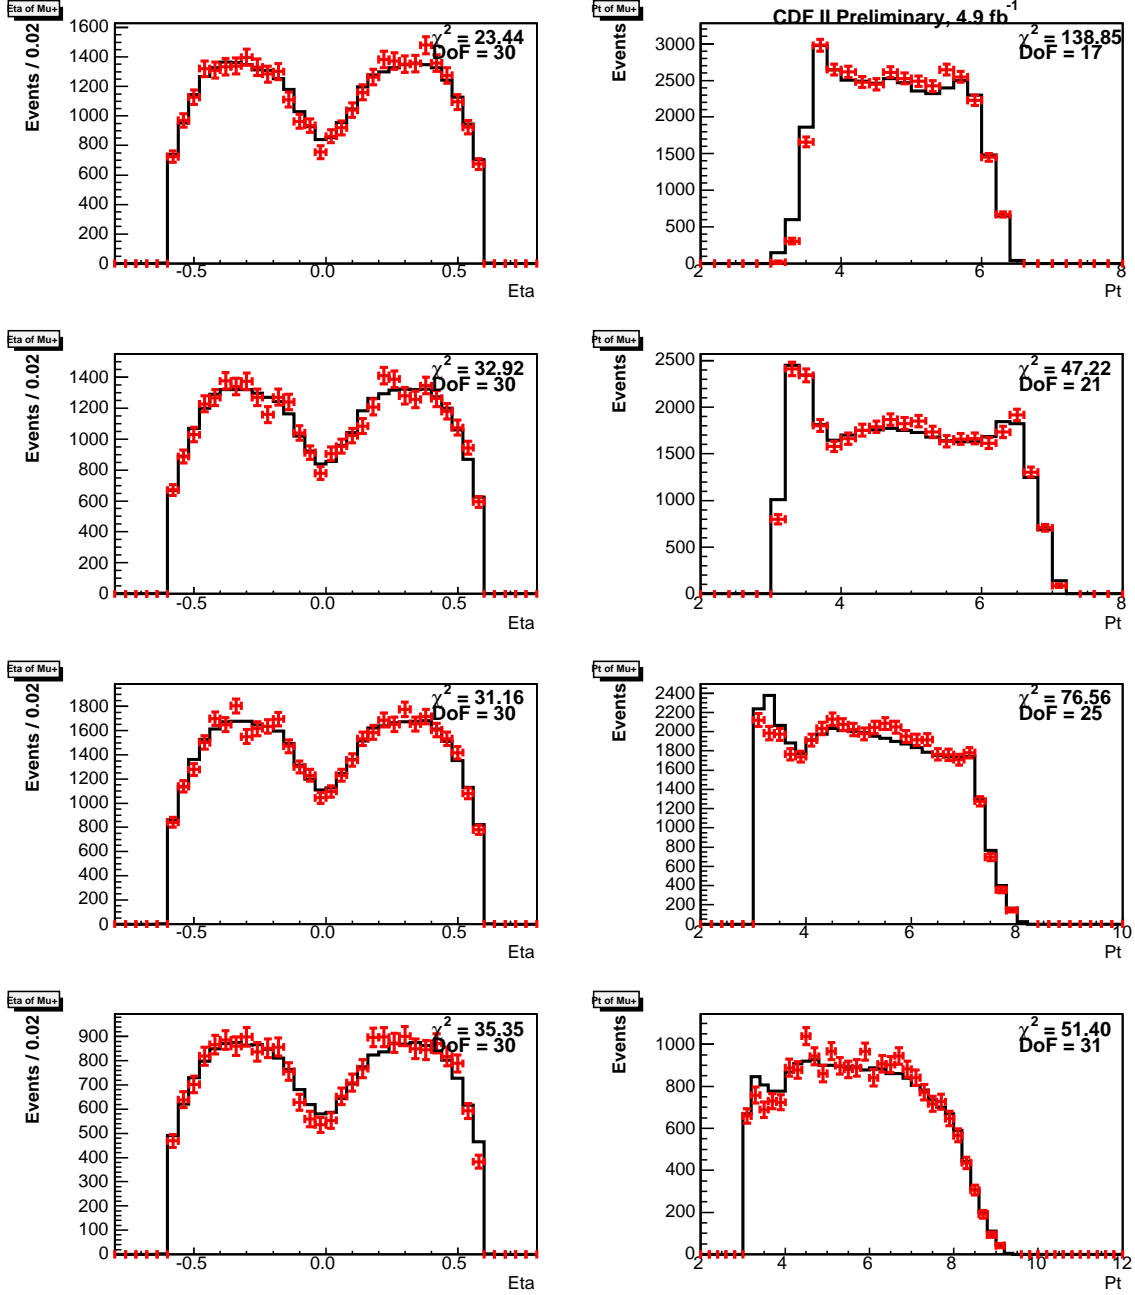 Eta of Mu+
Events / 0.02
1600
1400
1200
1000
800
600
400
200
0
-0.5
0.0
0.5
Eta
χ² = 23.44
DoF = 30
Pt of Mu+
CDF II Preliminary, 4.9 fb⁻¹
Events
3000
2500
2000
1500
1000
500
0
2
4
6
8
Pt
χ² = 138.85
DoF = 17
Eta of Mu+
Events / 0.02
1400
1200
1000
800
600
400
200
0
-0.5
0.0
0.5
Eta
χ² = 32.92
DoF = 30
Pt of Mu+
Events
2500
2000
1500
1000
500
0
2
4
6
8
Pt
χ² = 47.22
DoF = 21
Eta of Mu+
Events / 0.02
1800
1600
1400
1200
1000
800
600
400
200
0
-0.5
0.0
0.5
Eta
χ² = 31.16
DoF = 30
Pt of Mu+
Events
2400
2200
2000
1800
1600
1400
1200
1000
800
600
400
200
0
2
4
6
8
10
Pt
χ² = 76.56
DoF = 25
Eta of Mu+
Events / 0.02
900
800
700
600
500
400
300
200
100
0
-0.5
0.0
0.5
Eta
χ² = 35.35
DoF = 30
Pt of Mu+
Events
1000
800
600
400
200
0
2
4
6
8
10
12
Pt
χ² = 51.40
DoF = 31